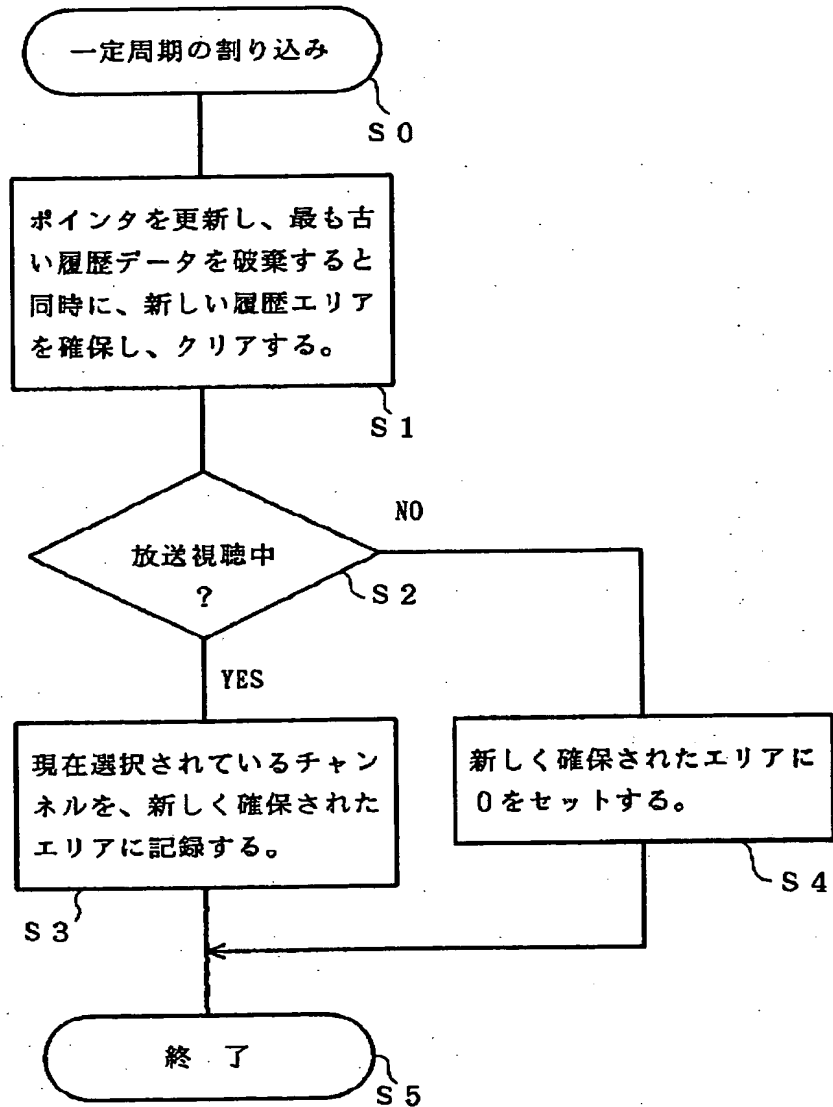 一定周期の割り込み
S0
ポインタを更新し、最も古
い履歴データを破棄すると
同時に、新しい履歴エリア
を確保し、クリアする。
S1
放送視聴中
?
S2
NO
YES
現在選択されているチャン
ネルを、新しく確保された
エリアに記録する。
S3
新しく確保されたエリアに
0をセットする。
S4
終了
S5